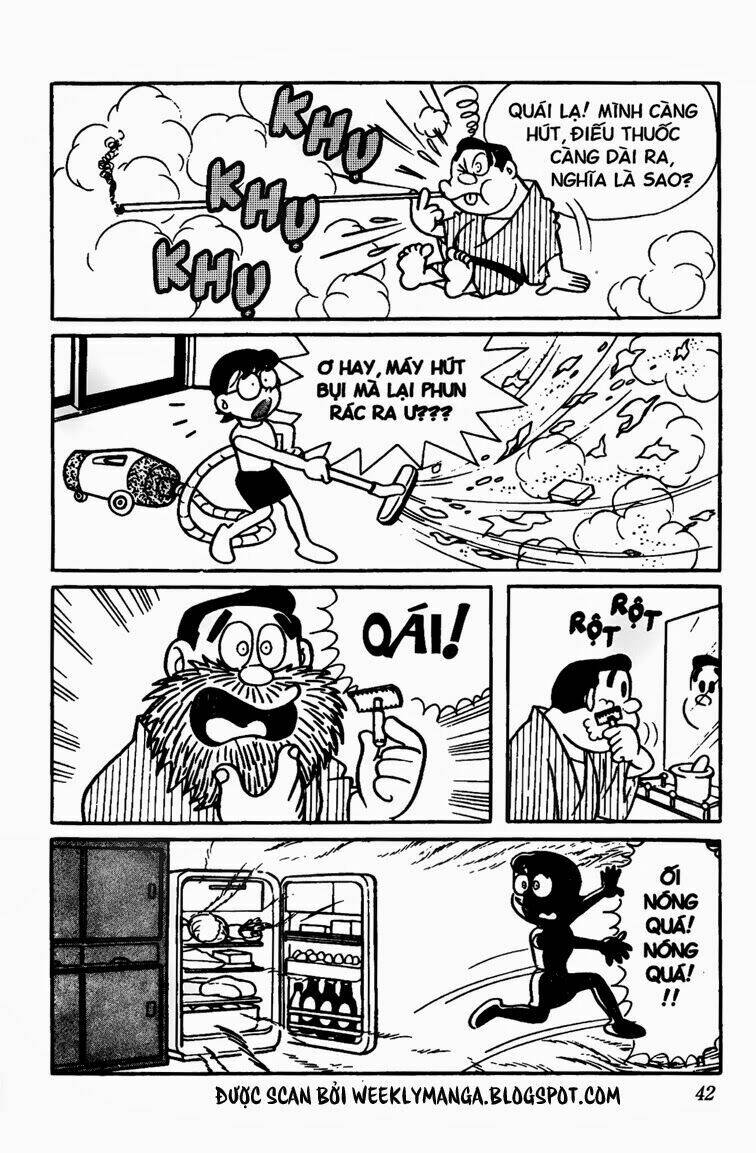 KHỤ
KHỤ
KHỤ
QUÁI LẠ! MÌNH CÀNG
HÚT, ĐIẾU THUỐC
CÀNG DÀI RA,
NGHĨA LÀ SAO?
Ơ HAY, MÁY HÚT
BỤI MÀ LẠI PHUN
RÁC RA Ư???
QÁI!
RỘT
RỘT
ỐI
NÓNG
QUÁ!
NÓNG
QUÁ!
!!
ĐƯỢC SCAN BỞI WEEKLYMANGA.BLOGSPOT.COM
42